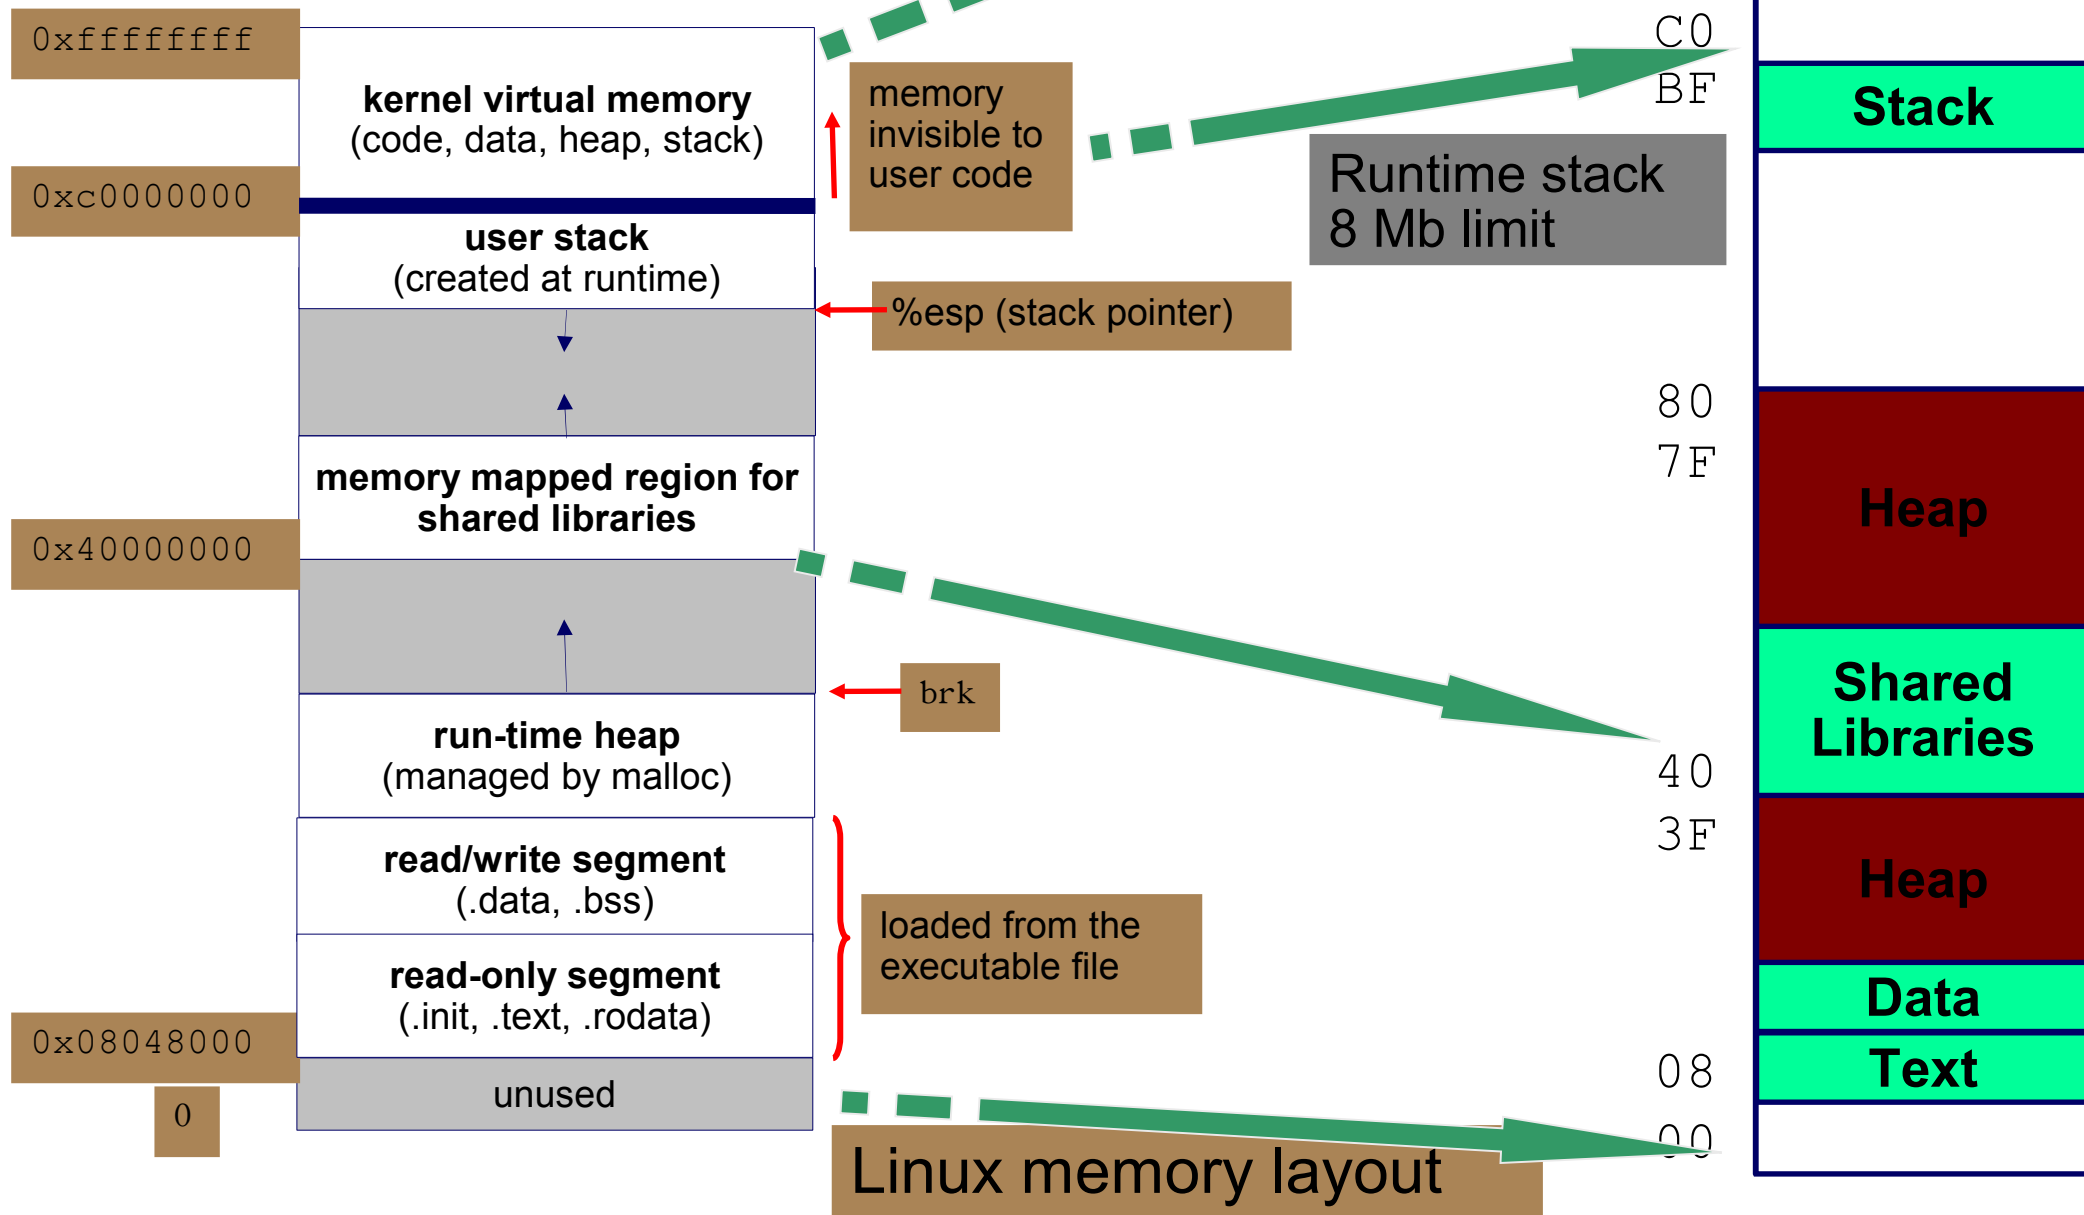 0xffffffff
kernel virtual memory
(code, data, heap, stack)
memory
invisible to
user code
0xc0000000
user stack
(created at runtime)
%esp (stack pointer)
memory mapped region for
shared libraries
0x40000000
brk
run-time heap
(managed by malloc)
read/write segment
(.data, .bss)
loaded from the
executable file
read-only segment
(.init, .text, .rodata)
0x08048000
unused
0
Linux memory layout
Runtime stack
8 Mb limit
C0
BF
Stack
80
7F
Heap
Shared
Libraries
40
3F
Heap
Data
08
Text
00